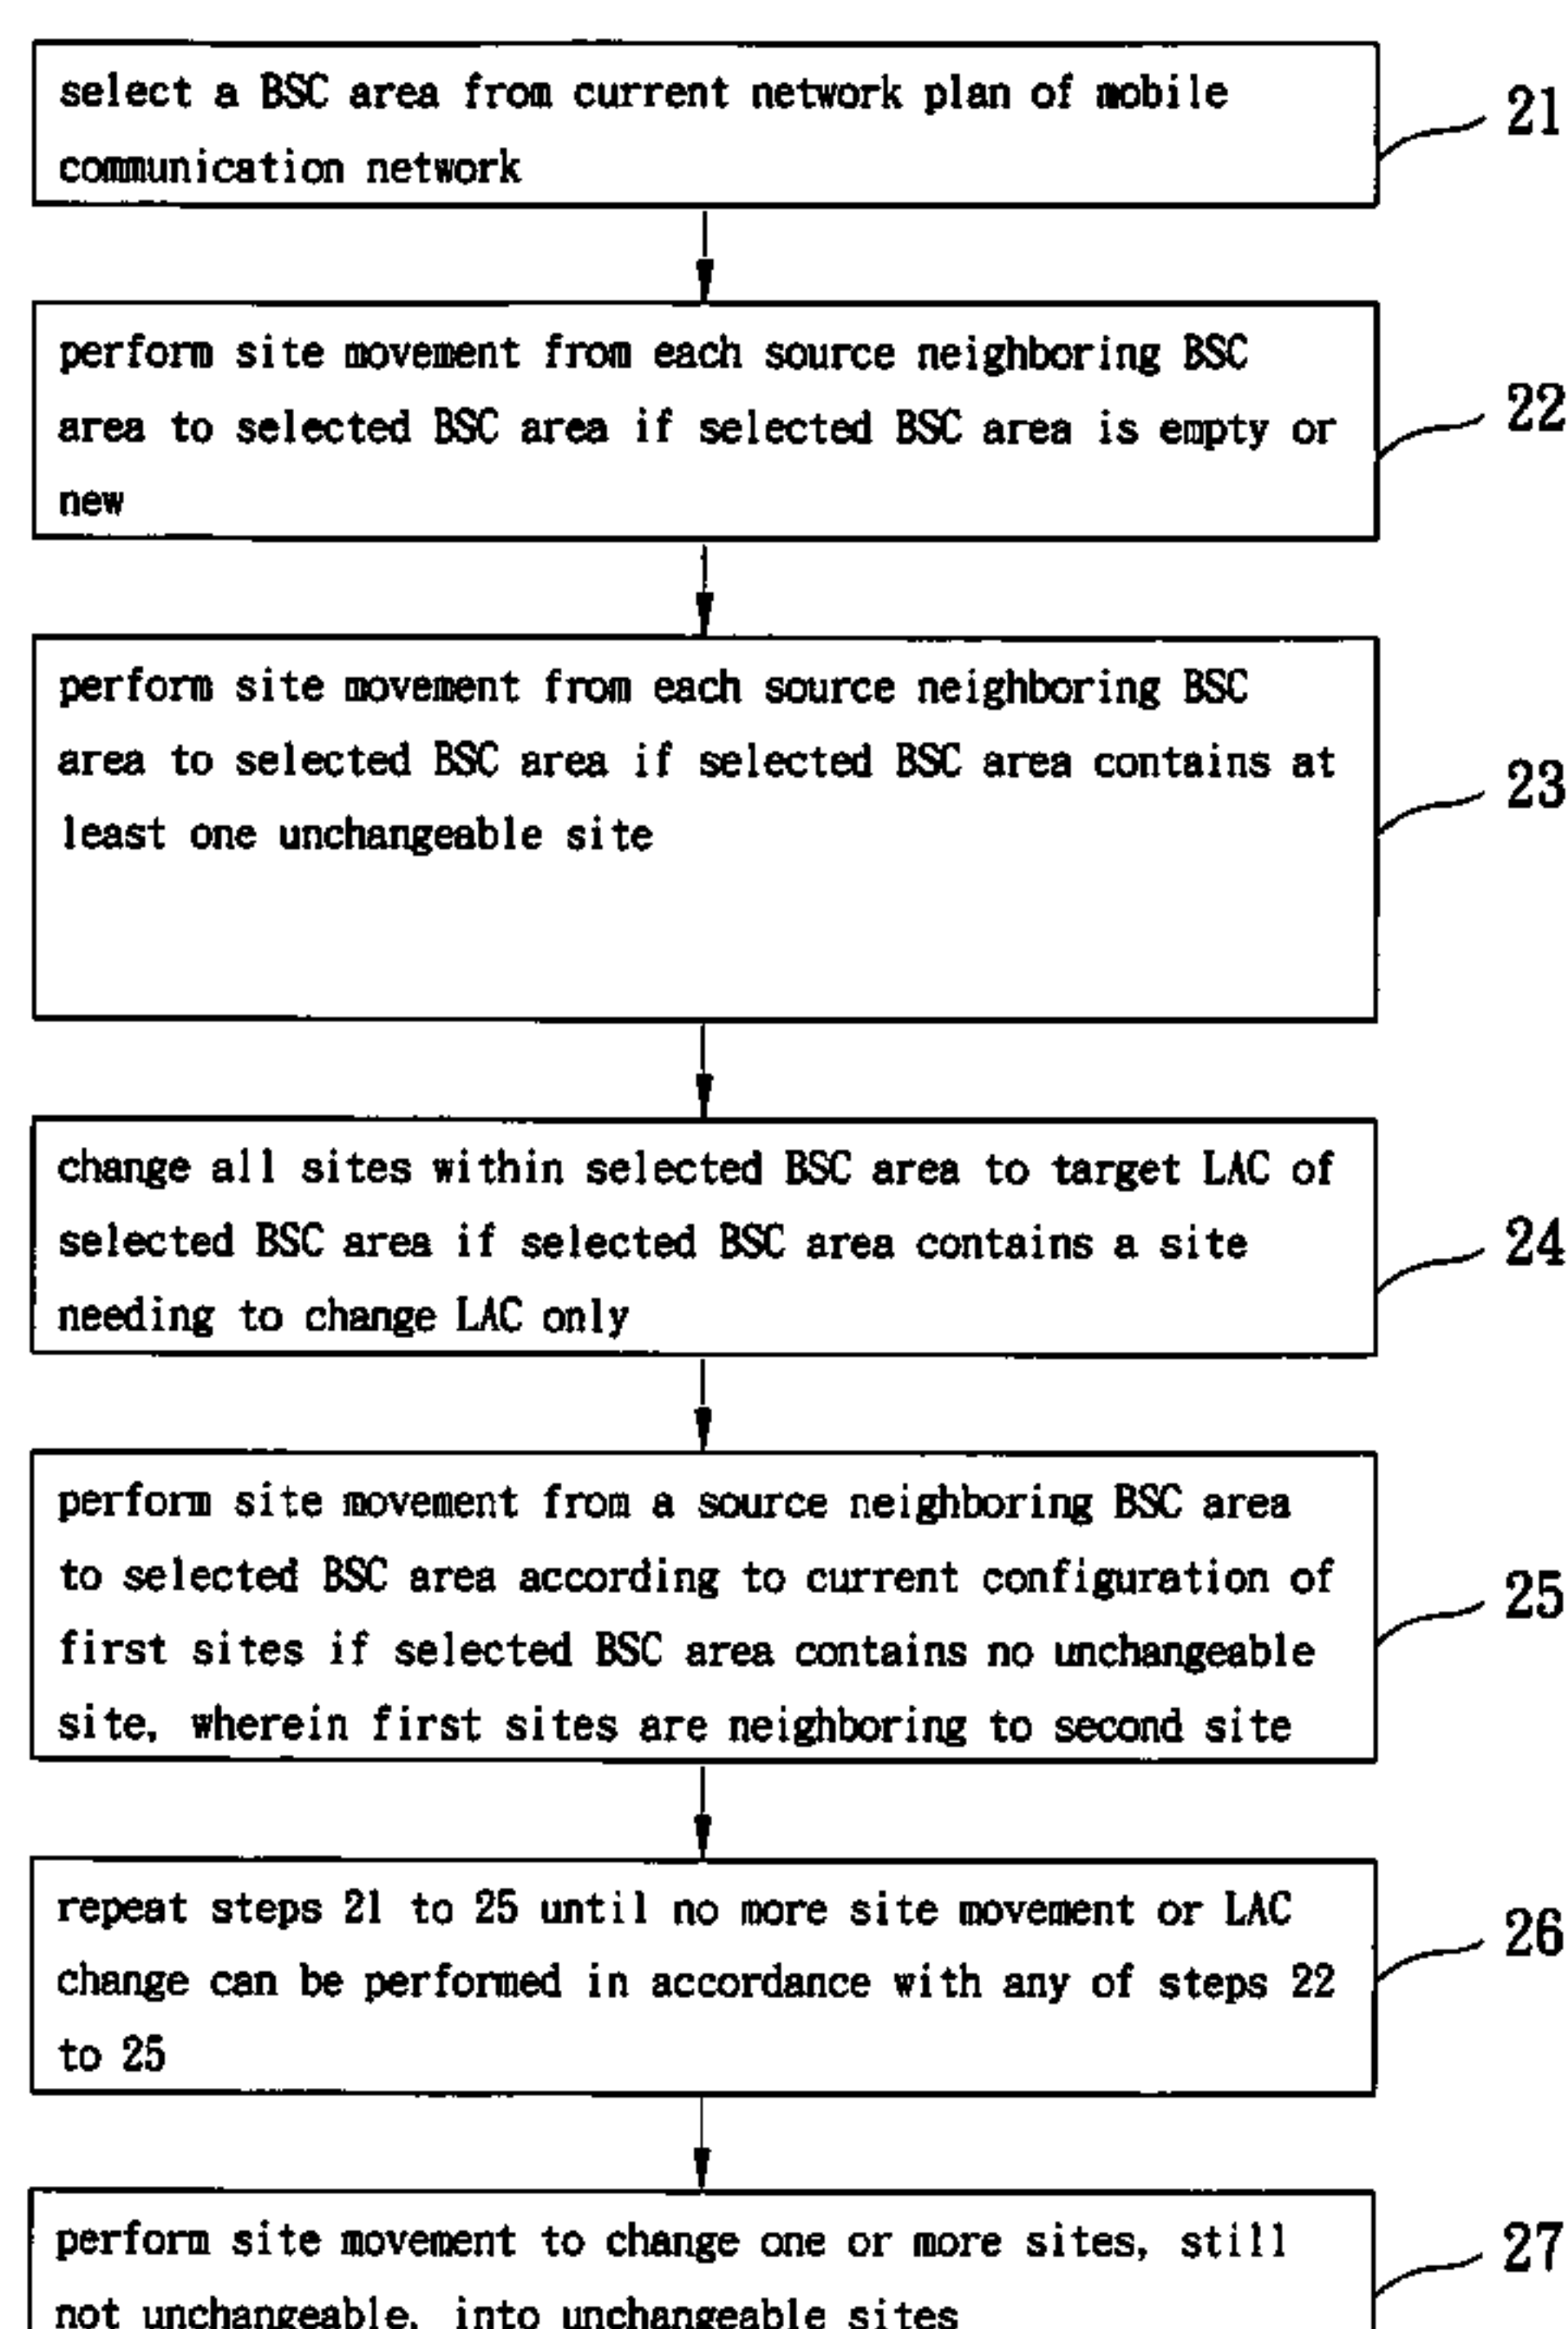 select a BSC area from current network plan of mobile
communication network
21
perform site movement from each source neighboring BSC
area to selected BSC area if selected BSC area is empty or
new
22
perform site movement from each source neighboring BSC
area to selected BSC area if selected BSC area contains at
least one unchangeable site
23
change all sites within selected BSC area to target LAC of
selected BSC area if selected BSC area contains a site
needing to change LAC only
24
perform site movement from a source neighboring BSC area
to selected BSC area according to current configuration of
first sites if selected BSC area contains no unchangeable
site, wherein first sites are neighboring to second site
25
repeat steps 21 to 25 until no more site movement or LAC
change can be performed in accordance with any of steps 22
to 25
26
perform site movement to change one or more sites, still
not unchangeable, into unchangeable sites
27